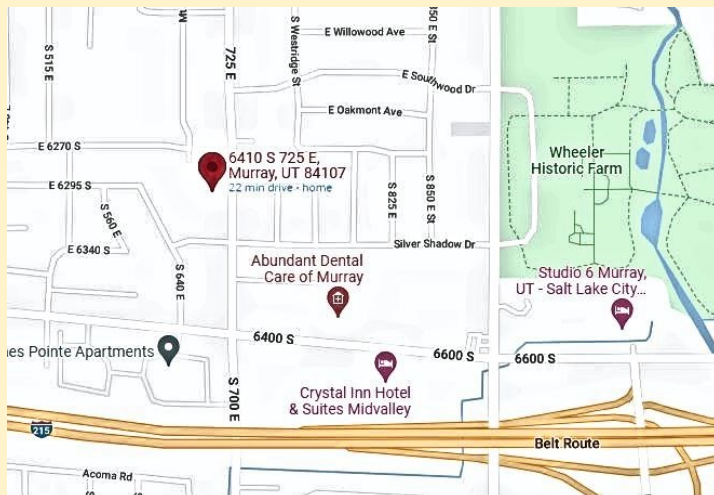 E Willowood Ave
S Westridge St
725 E
S 515 E
850 E St
E Southwood Dr
E Oakmont Ave
E 6270 S
6410 S 725 E,
Murray, UT 84107
22 min drive - home
Wheeler
Historic Farm
E 6295 S
S 560 E
S 825 E
S 850 E St
E 6340 S
Silver Shadow Dr
Abundant Dental
Care of Murray
S 640 E
Studio 6 Murray,
UT - Salt Lake City...
6400 S
6600 S
6600 S
nes Pointe Apartments
S 700 E
Crystal Inn Hotel
& Suites Midvalley
215
Belt Route
Acoma Rd